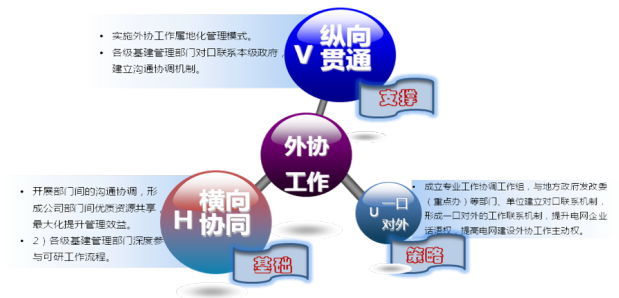 • 实施外协工作属地化管理模式。
• 各级基建管理部门对口联系本级政府，
建立沟通协调机制。
V 纵向
贯通
支撑
外协
工作
• 开展部门间的沟通协调，形
成公司部门间优质资源共享，
最大化提升管理效益。
• 2）各级基建管理部门深度参
与可研工作流程。
H 横向
协同
基础
U 一口
对外
策略
• 成立专业工作协调工作组，与地方政府发改委
（重点办）等部门、单位建立对口联系机制，
形成一口对外的工作联系机制，提升电网企业
话语权，提高电网建设外协工作主动权。